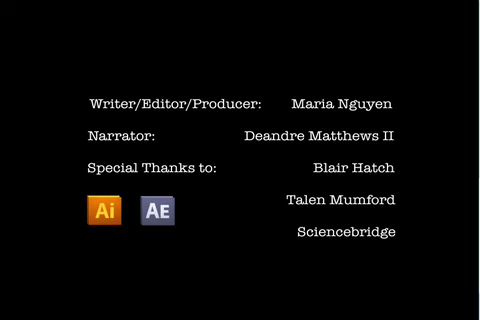 Writer/Editor/Producer: Maria Nguyen
Narrator: Deandre Matthews II
Special Thanks to: Blair Hatch
Talen Mumford
Ai AE Sciencebridge